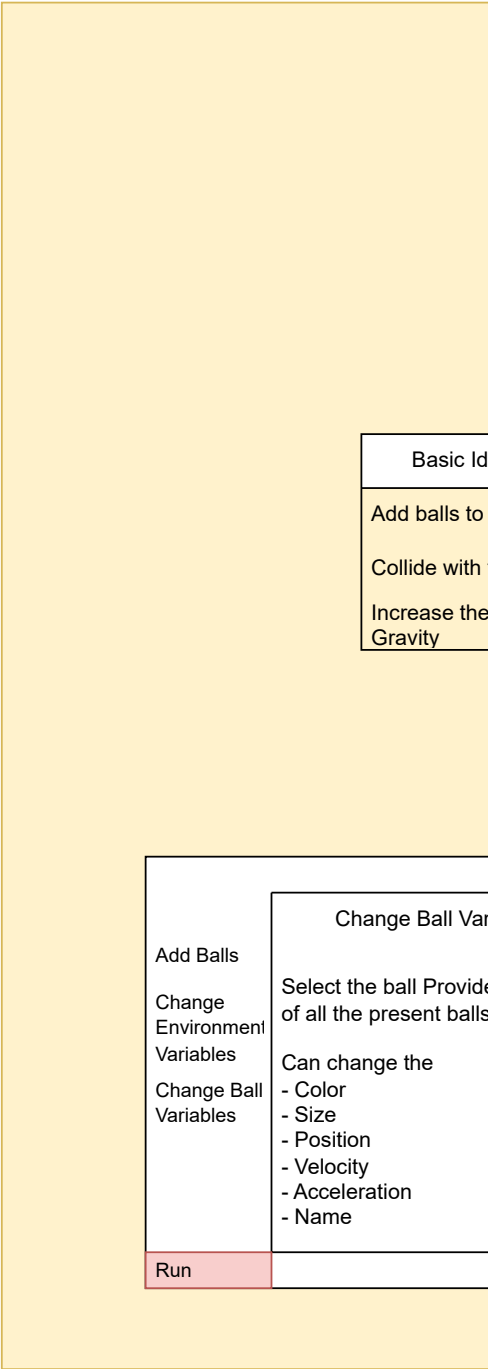 Basic Id
Add balls to
Collide with
Increase the
Gravity
Change Ball Var
Add Balls
Select the ball Provide
of all the present balls
Change
Environment
Variables
Can change the
Change Ball
Variables
- Color
- Size
- Position
- Velocity
- Acceleration
- Name
Run